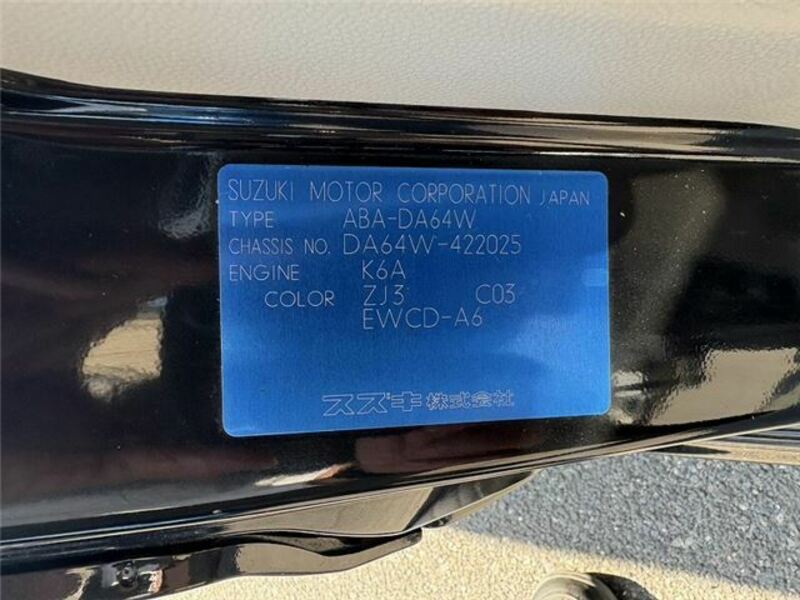 SUZUKI MOTOR CORPORATION JAPAN
TYPE ABA-DA64W
CHASSIS NO. DA64W-422025
ENGINE K6A
COLOR ZJ3 C03
EWCD-A6
スズキ株式会社